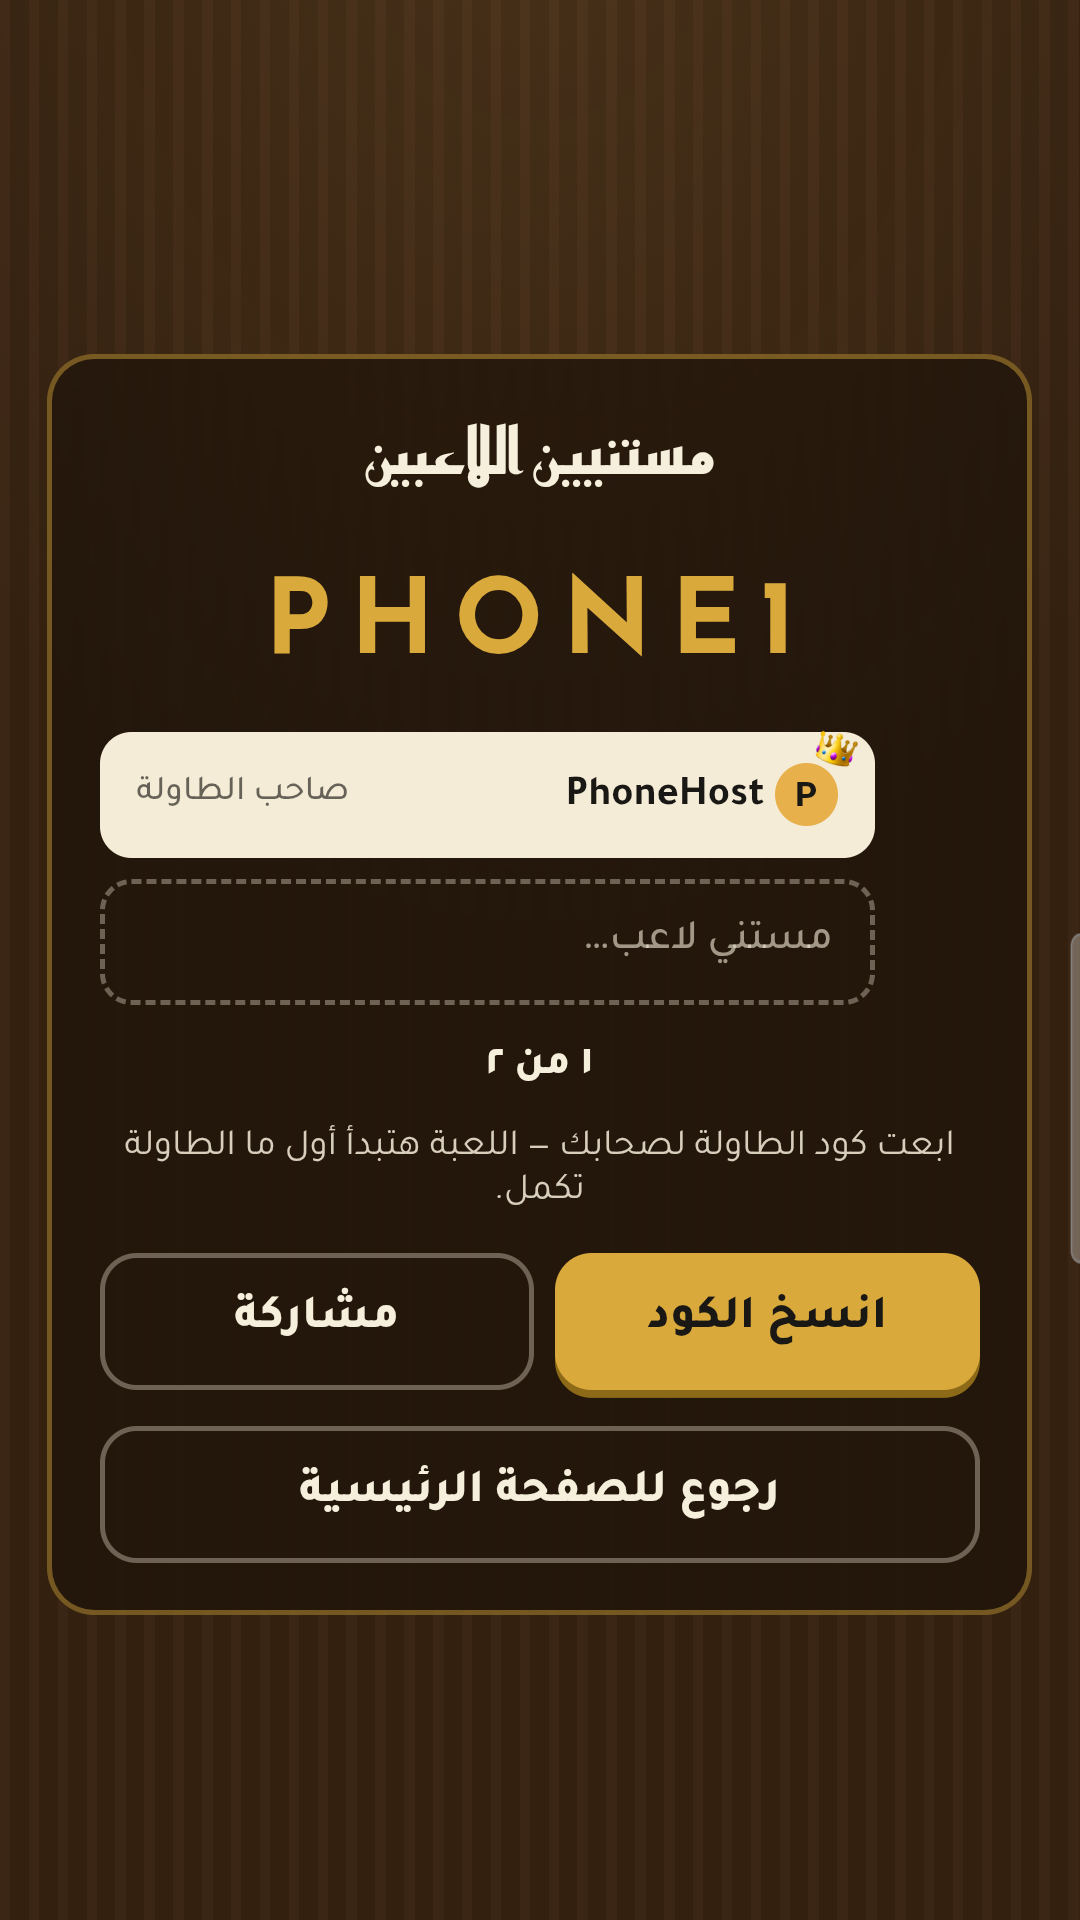 مستنيين اللاعبين
PHONE1
P PhoneHost صاحب الطاولة
مستني لاعب...
١ من ٢
ابعت كود الطاولة لصحابك – اللعبة هتبدأ أول ما الطاولة
تكمل.
انسخ الكود
مشاركة
رجوع للصفحة الرئيسية